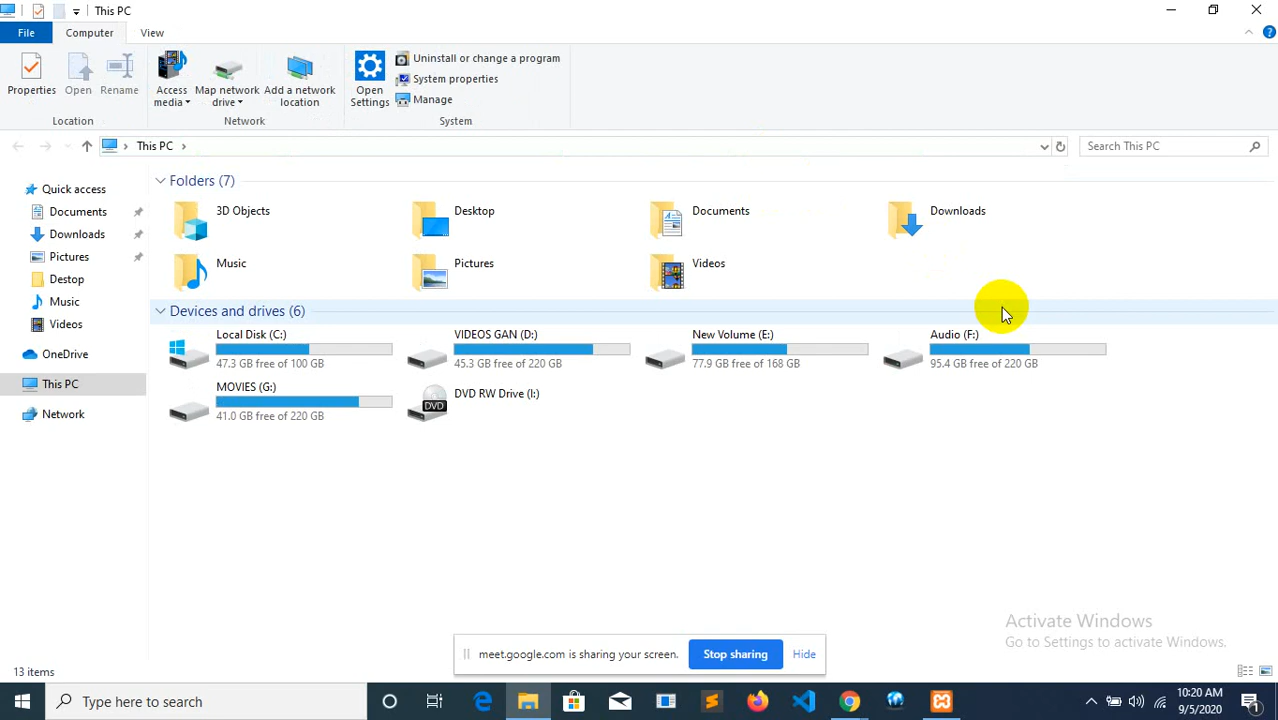 This PC
File Computer View
Properties Open Rename Access media Map network drive Add a network location Open Settings Uninstall or change a program System properties Manage
Location Network System
This PC
Search This PC
Quick access
Documents
Downloads
Pictures
Destop
Music
Videos
OneDrive
This PC
Network
Folders (7)
3D Objects
Desktop
Documents
Downloads
Music
Pictures
Videos
Devices and drives (6)
Local Disk (C:)
47.3 GB free of 100 GB
VIDEOS GAN (D:)
45.3 GB free of 220 GB
New Volume (E:)
77.9 GB free of 168 GB
Audio (F:)
95.4 GB free of 220 GB
MOVIES (G:)
41.0 GB free of 220 GB
DVD RW Drive (I:)
DVD
Activate Windows
Go to Settings to activate Windows.
meet.google.com is sharing your screen. Stop sharing Hide
13 items
Type here to search
10:20 AM
9/5/2020
1